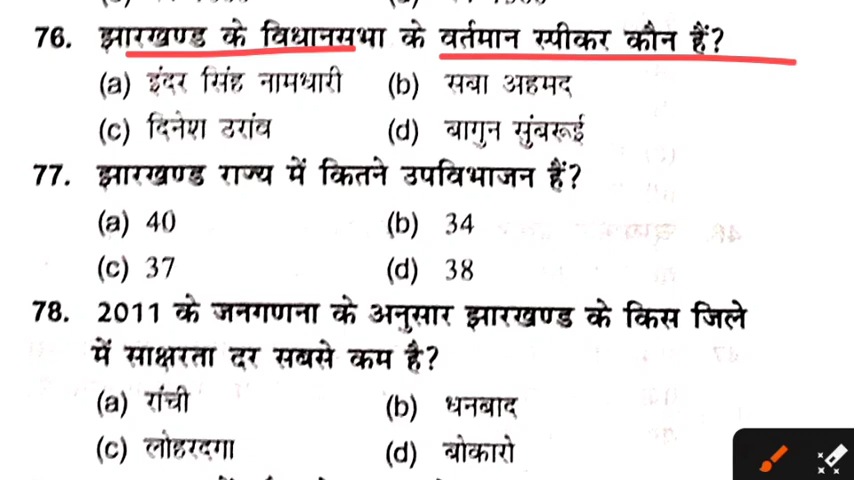 76. झारखण्ड के विधानसभा के वर्तमान स्पीकर कौन हैं?
(a) इंदर सिंह नामधारी (b) सबा अहमद
(c) दिनेश उरांव (d) बागुन सुंबरूई
77. झारखण्ड राज्य में कितने उपविभाजन हैं?
(a) 40 (b) 34
(c) 37 (d) 38
78. 2011 के जनगणना के अनुसार झारखण्ड के किस जिले
में साक्षरता दर सबसे कम है?
(a) रांची (b) धनबाद
(c) लोहरदगा (d) बोकारो